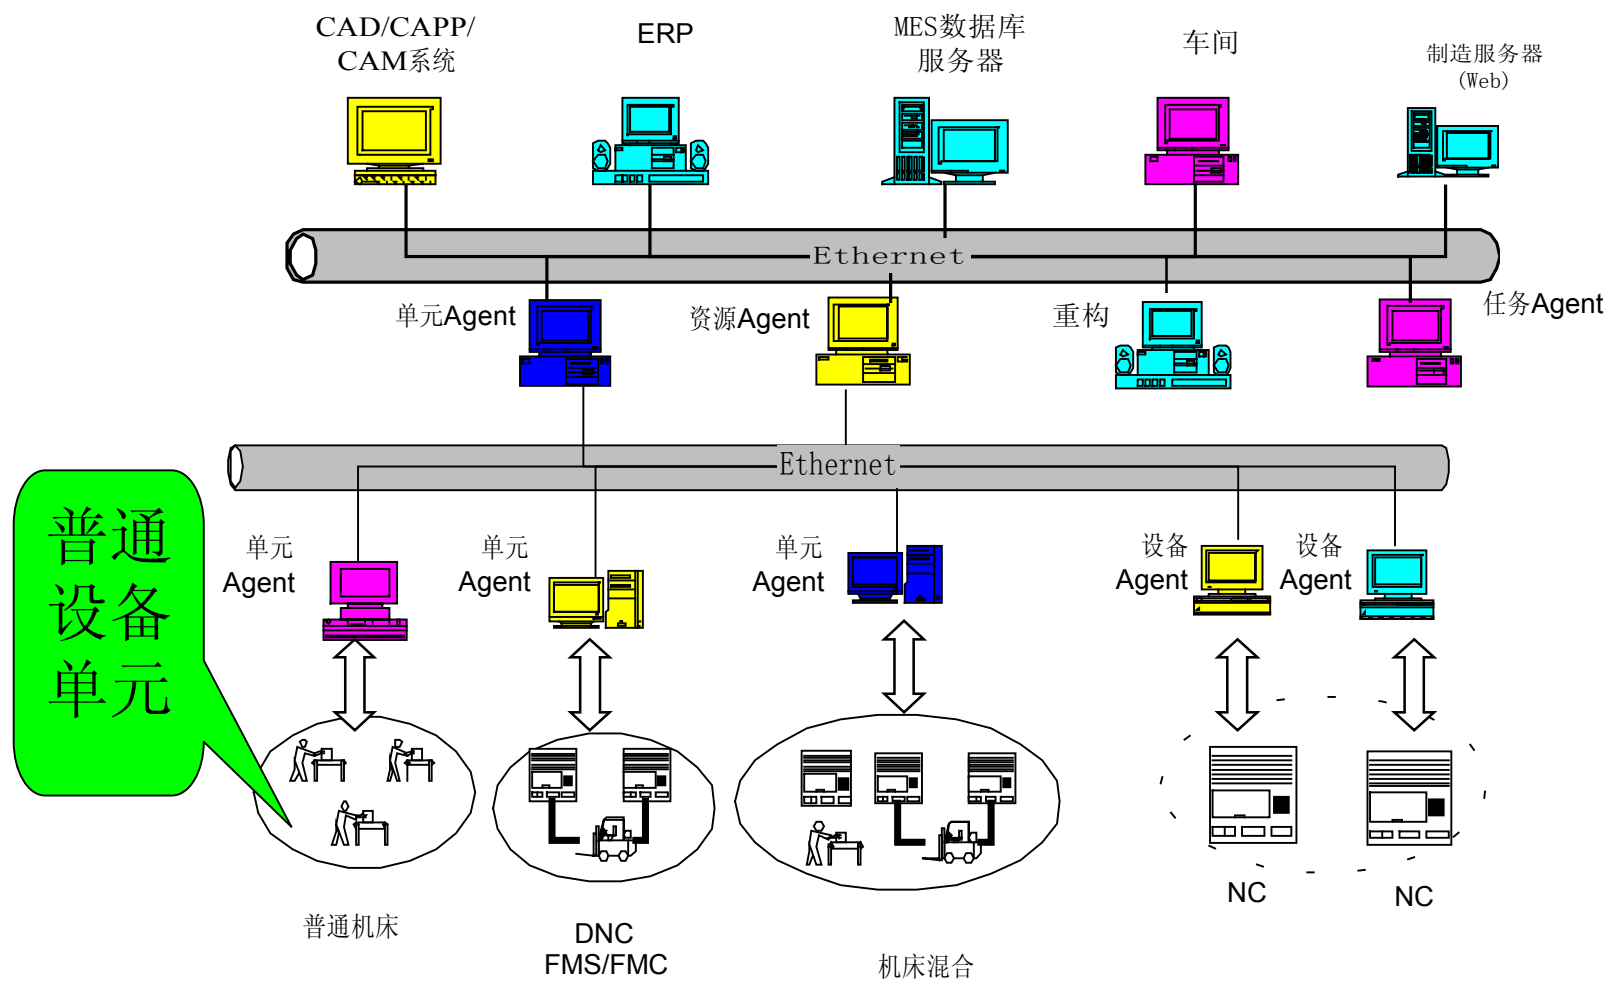 CAD/CAPP/
CAM系统
ERP
MES数据库
服务器
车间
制造服务器
(Web)
Ethernet
单元Agent
资源Agent
重构
任务Agent
Ethernet
普通
设备
单元
单元
Agent
单元
Agent
单元
Agent
设备
Agent
设备
Agent
普通机床
DNC
FMS/FMC
机床混合
NC
NC